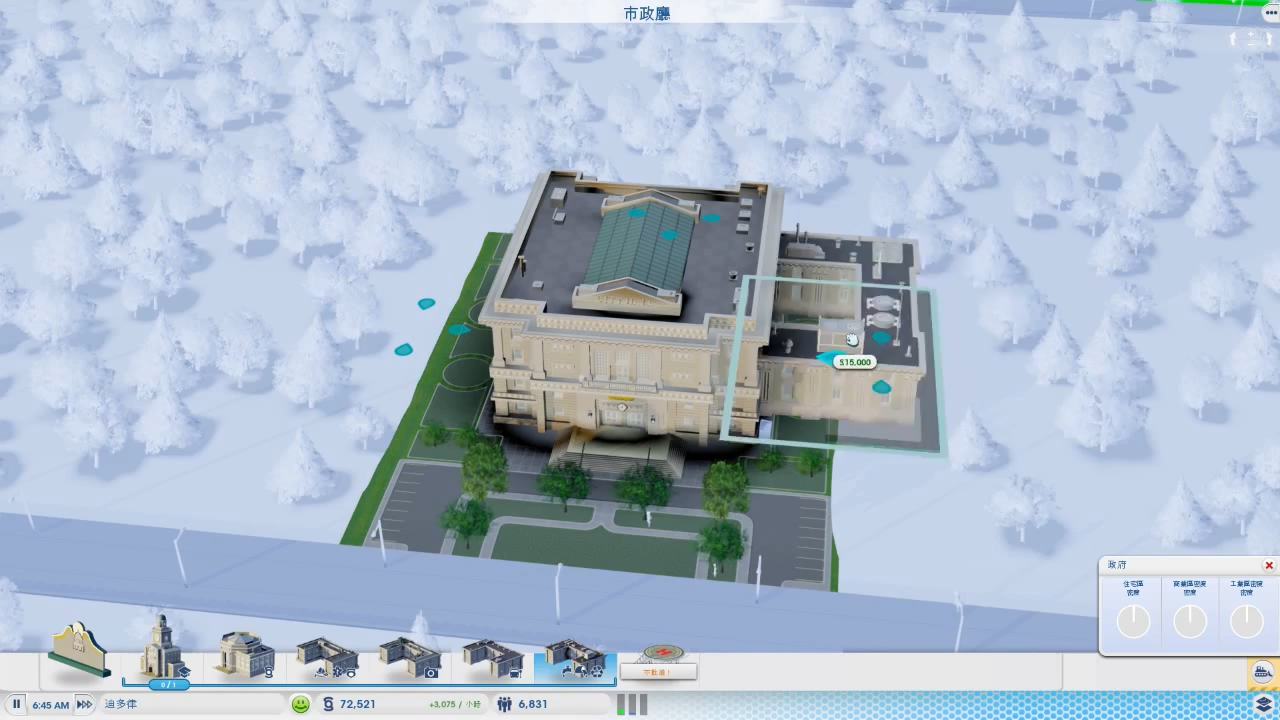 市政廳
§15,000
政府
住宅區
密度
商業區密度
密度
工業區密度
密度
0 / 1
6:45 AM
迪多律
72,521
+3,075 / 小時
6,831